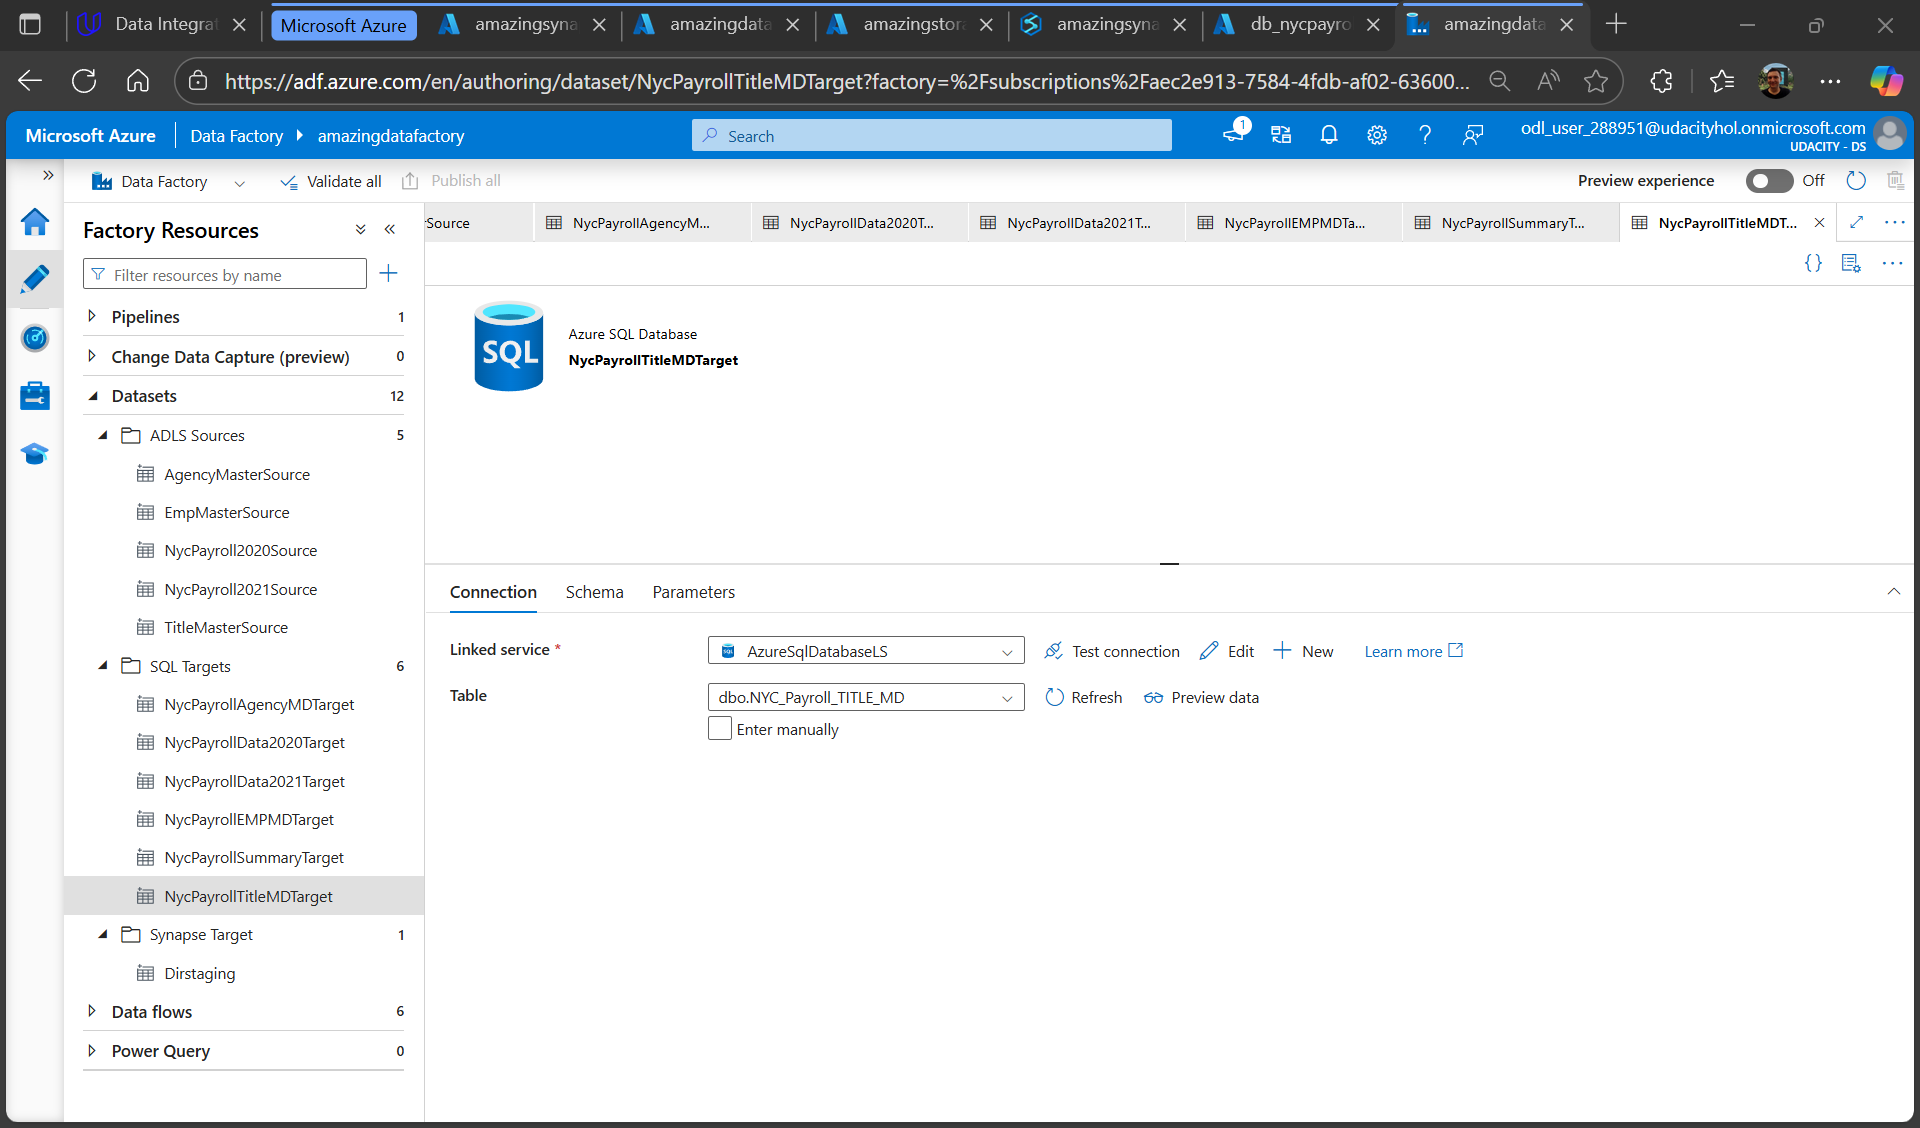 Data Integrat
Microsoft Azure
amazingsyna
amazingdata
amazingstora
amazingsyna
db_nycpayro
amazingdata
https://adf.azure.com/en/authoring/dataset/NycPayrollTitleMDTarget?factory=%2Fsubscriptions%2Faec2e913-7584-4fdb-af02-63600...
Microsoft Azure
Data Factory
amazingdatafactory
Search
1
odl_user_288951@udacityhol.onmicrosoft.com
UDACITY - DS
Data Factory
Validate all
Publish all
Preview experience
Off
Factory Resources
Filter resources by name
Pipelines 1
Change Data Capture (preview) 0
Datasets 12
ADLS Sources 5
AgencyMasterSource
EmpMasterSource
NycPayroll2020Source
NycPayroll2021Source
TitleMasterSource
SQL Targets 6
NycPayrollAgencyMDTarget
NycPayrollData2020Target
NycPayrollData2021Target
NycPayrollEMPMDTarget
NycPayrollSummaryTarget
NycPayrollTitleMDTarget
Synapse Target 1
Dirstaging
Data flows 6
Power Query 0
rSource
NycPayrollAgencyM...
NycPayrollData2020T...
NycPayrollData2021T...
NycPayrollEMPMDTa...
NycPayrollSummaryT...
NycPayrollTitleMDT...
SQL
Azure SQL Database
NycPayrollTitleMDTarget
Connection
Schema
Parameters
Linked service *
AzureSqlDatabaseLS
Test connection
Edit
New
Learn more
Table
dbo.NYC_Payroll_TITLE_MD
Refresh
Preview data
Enter manually